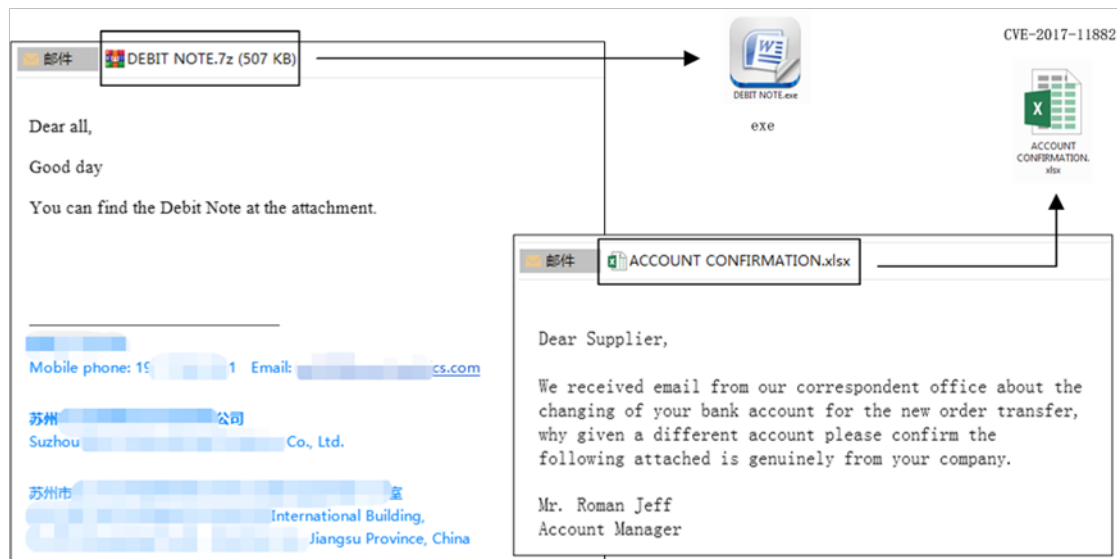 邮件
DEBIT NOTE.7z (507 KB)
Dear all,
Good day
You can find the Debit Note at the attachment.
Mobile phone: 19 1 Email: cs.com
苏州 公司
Suzhou Co., Ltd.
苏州市 室
International Building,
Jiangsu Province, China
DEBIT NOTE.exe
exe
CVE-2017-11882
ACCOUNT
CONFIRMATION.
xlsx
邮件
ACCOUNT CONFIRMATION.xlsx
Dear Supplier,
We received email from our correspondent office about the
changing of your bank account for the new order transfer,
why given a different account please confirm the
following attached is genuinely from your company.
Mr. Roman Jeff
Account Manager